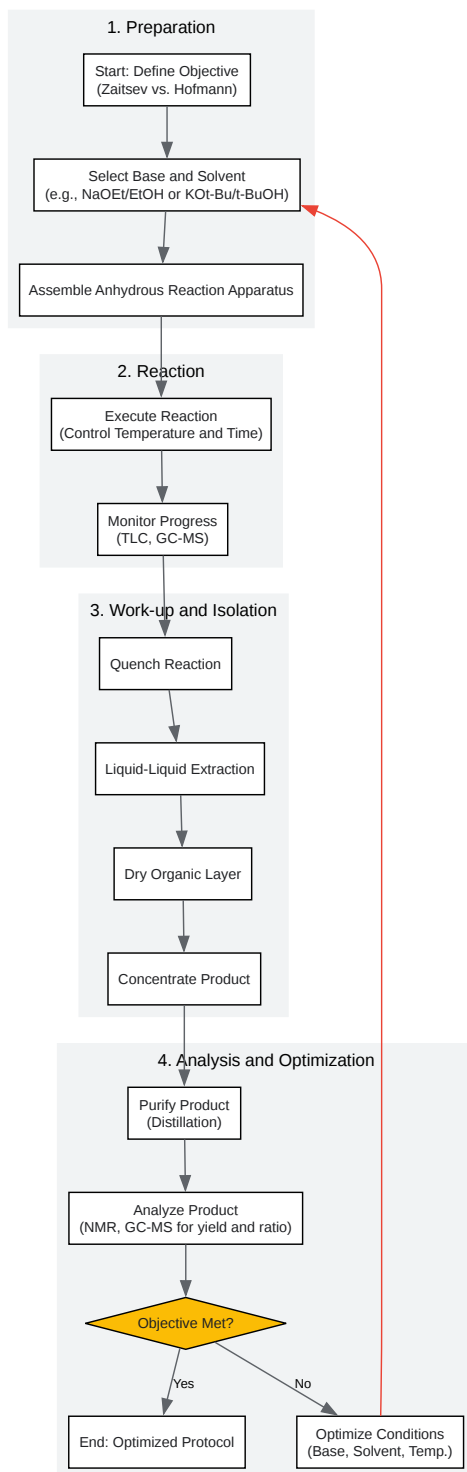 1. Preparation
Start: Define Objective
(Zaitsev vs. Hofmann)
Select Base and Solvent
(e.g., NaOEt/EtOH or KOt-Bu/t-BuOH)
Assemble Anhydrous Reaction Apparatus
2. Reaction
Execute Reaction
(Control Temperature and Time)
Monitor Progress
(TLC, GC-MS)
3. Work-up and Isolation
Quench Reaction
Liquid-Liquid Extraction
Dry Organic Layer
Concentrate Product
4. Analysis and Optimization
Purify Product
(Distillation)
Analyze Product
(NMR, GC-MS for yield and ratio)
Objective Met?
Yes
No
End: Optimized Protocol
Optimize Conditions
(Base, Solvent, Temp.)